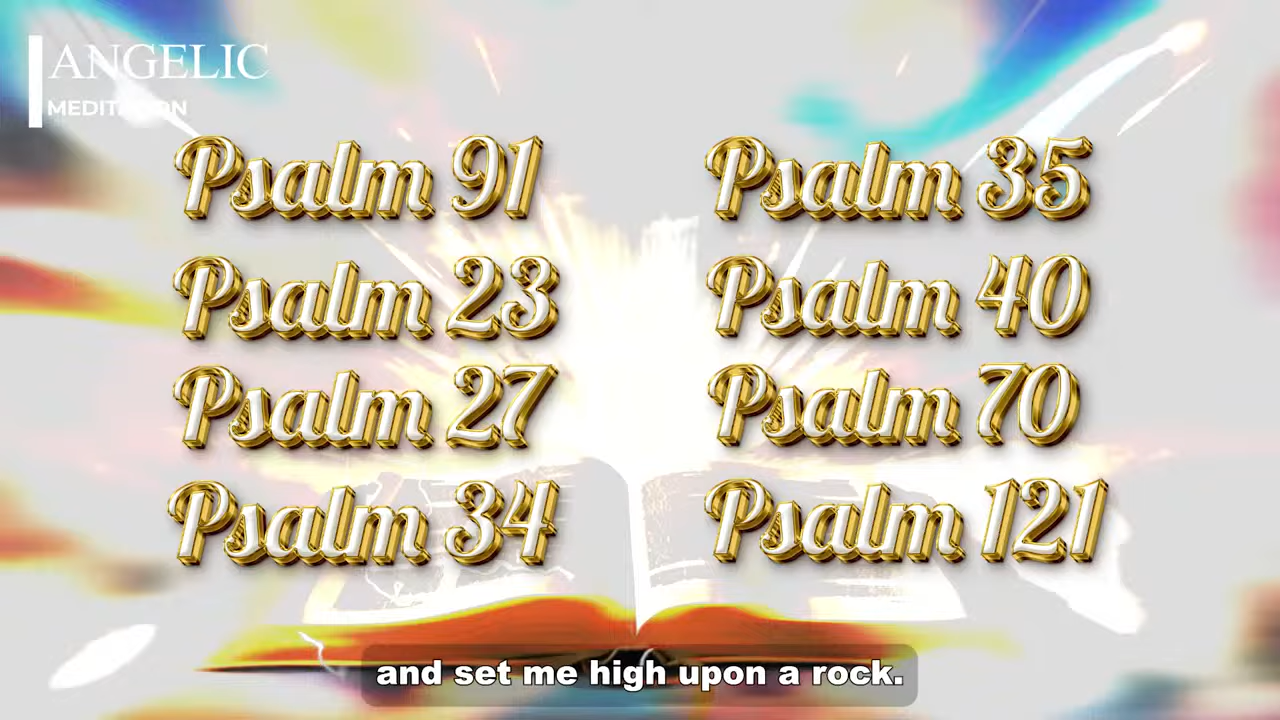 ANGELIC
MEDITATION
Psalm 91
Psalm 23
Psalm 27
Psalm 34
Psalm 35
Psalm 40
Psalm 70
Psalm 121
and set me high upon a rock.